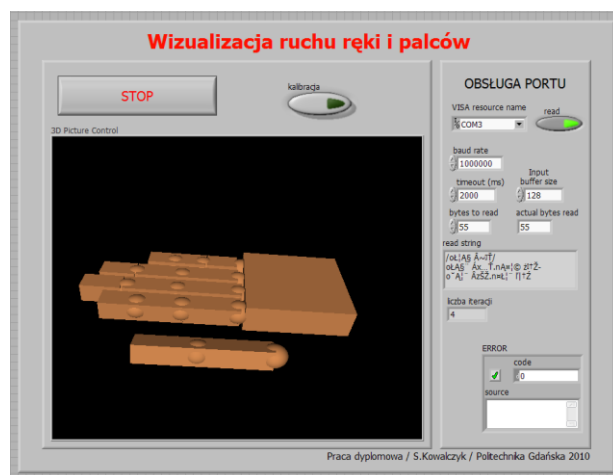 Wizualizacja ruchu ręki i palców
STOP
kalibracja
3D Picture Control
OBSŁUGA PORTU
VISA resource name
read
COM3
baud rate
1000000
timeout (ms)
Input
buffer size
2000
128
bytes to read
actual bytes read
55
55
read string
liczba iteracji
4
ERROR
code
0
source
Praca dyplomowa / S.Kowalczyk / Politechnika Gdańska 2010